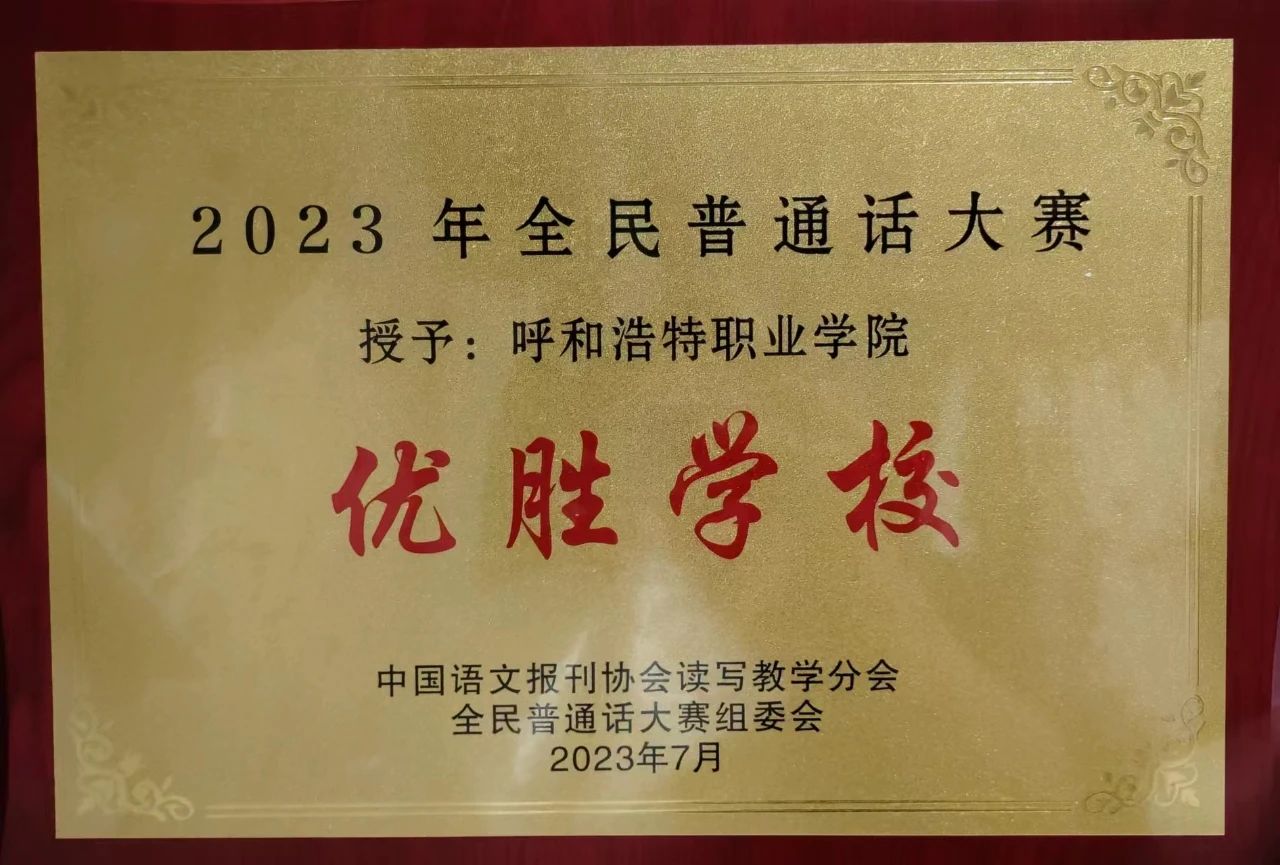 2023 年全民普通话大赛
授予：呼和浩特职业学院
优胜学校
中国语文报刊协会读写教学分会
全民普通话大赛组委会
2023年7月